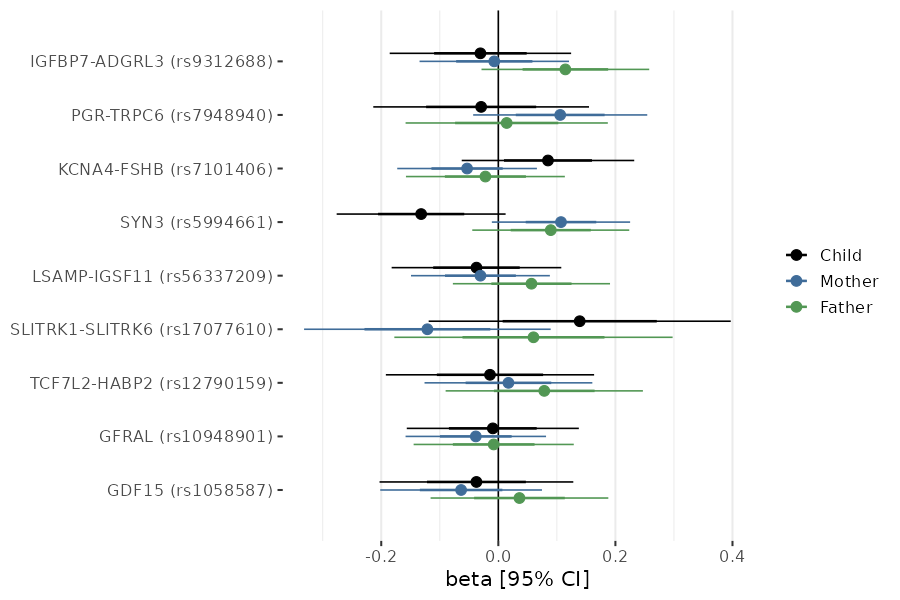 IGFBP7-ADGRL3 (rs9312688)
PGR-TRPC6 (rs7948940)
KCNA4-FSHB (rs7101406)
SYN3 (rs5994661)
LSAMP-IGSF11 (rs56337209)
SLITRK1-SLITRK6 (rs17077610)
TCF7L2-HABP2 (rs12790159)
GFRAL (rs10948901)
GDF15 (rs1058587)
-0.2 0.0 0.2 0.4
beta [95% CI]
Child
Mother
Father